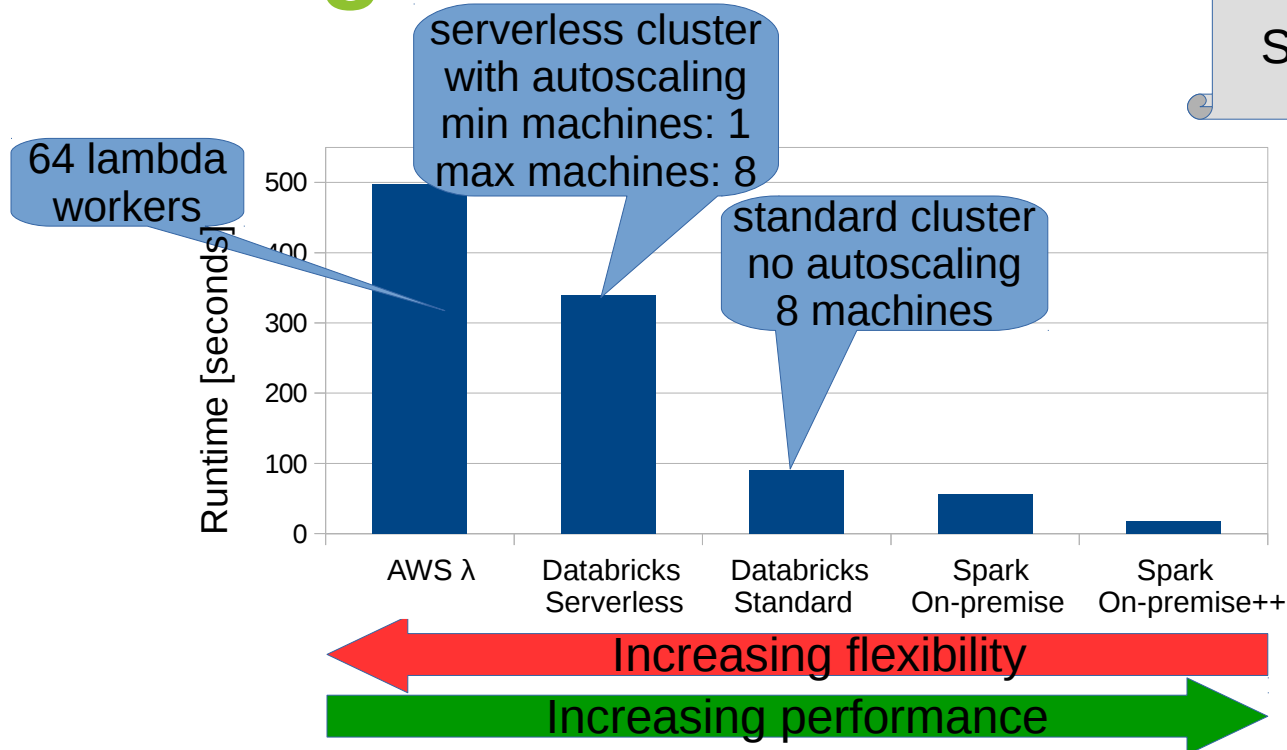 serverless cluster
with autoscaling
min machines: 1
max machines: 8
S
64 lambda
workers
standard cluster
no autoscaling
8 machines
Runtime [seconds]
500
400
300
200
100
0
AWS λ
Databricks
Serverless
Databricks
Standard
Spark
On-premise
Spark
On-premise++
Increasing flexibility
Increasing performance